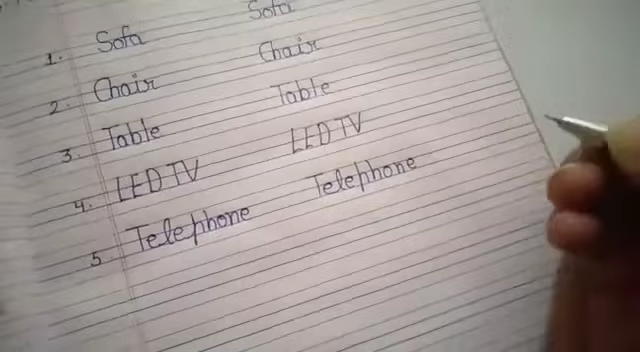 1. Sofa Sofa
2. Chair Chair
3. Table Table
4. LED TV LED TV
5. Telephone Telephone